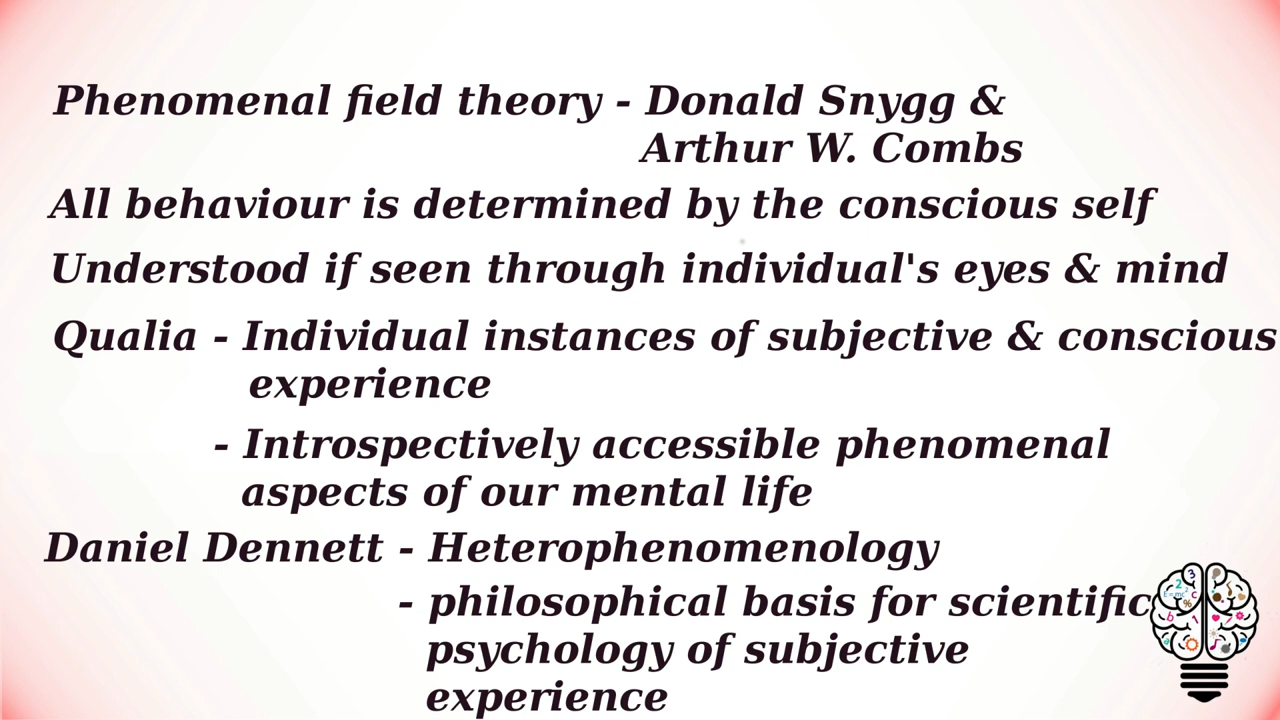 Phenomenal field theory - Donald Snygg &
Arthur W. Combs
All behaviour is determined by the conscious self
Understood if seen through individual's eyes & mind
Qualia - Individual instances of subjective & conscious
experience
- Introspectively accessible phenomenal
aspects of our mental life
Daniel Dennett - Heterophenomenology
- philosophical basis for scientific
psychology of subjective
experience